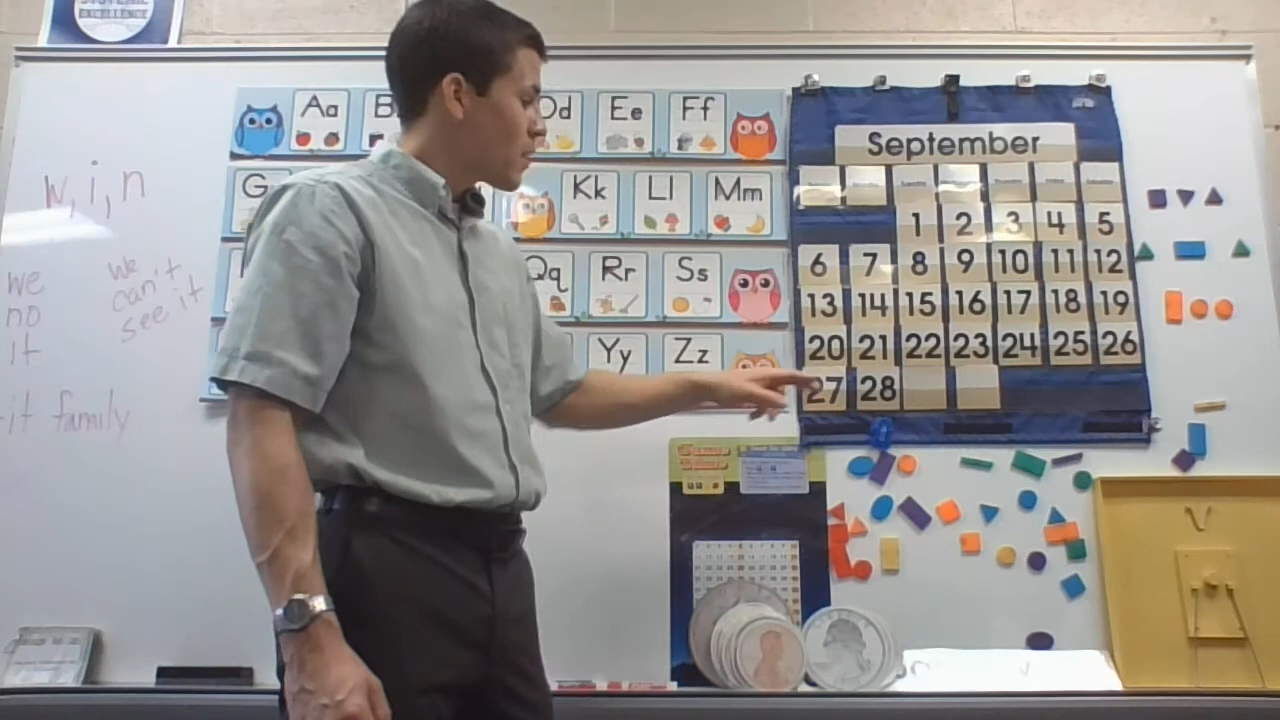 Aa
B
Dd
Ee
Ff
G
Kk
Ll
Mm
Qq
Rr
Ss
Yy
Zz
w, i, n
we
no
it
-it family
we
can't
see it
September
1 2 3 4 5
6 7 8 9 10 11 12
13 14 15 16 17 18 19
20 21 22 23 24 25 26
27 28